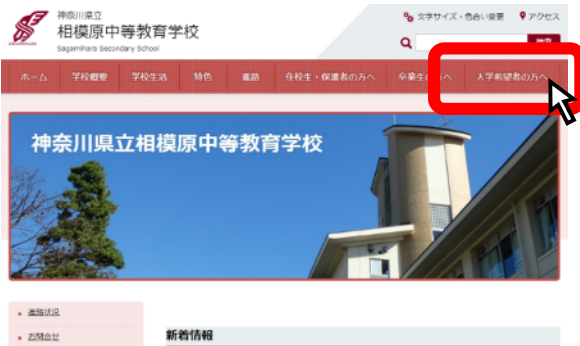 神奈川県立
相模原中等教育学校
Sagamihara Secondary School
文字サイズ・色合い変更 アクセス
検索
ホーム 学校概要 学校生活 特色 進路 在校生・保護者の方へ 卒業生の方へ 入学希望者の方へ
神奈川県立相模原中等教育学校
進路状況
お問合せ
新着情報